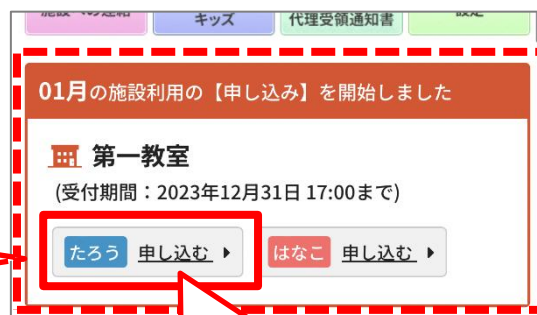 キッズ
代理受領通知書
設定
01月の施設利用の【申し込み】を開始しました
第一教室
(受付期間：2023年12月31日 17:00まで)
たろう 申し込む
はなこ 申し込む